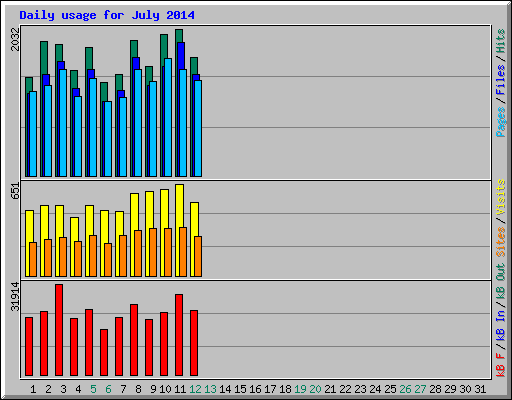 Daily usage for July 2014
2032
Pages / Files / Hits
651
Sites / Visits
31914
kB F / kB In / kB Out
1 2 3 4 5 6 7 8 9 10 11 12 13 14 15 16 17 18 19 20 21 22 23 24 25 26 27 28 29 30 31